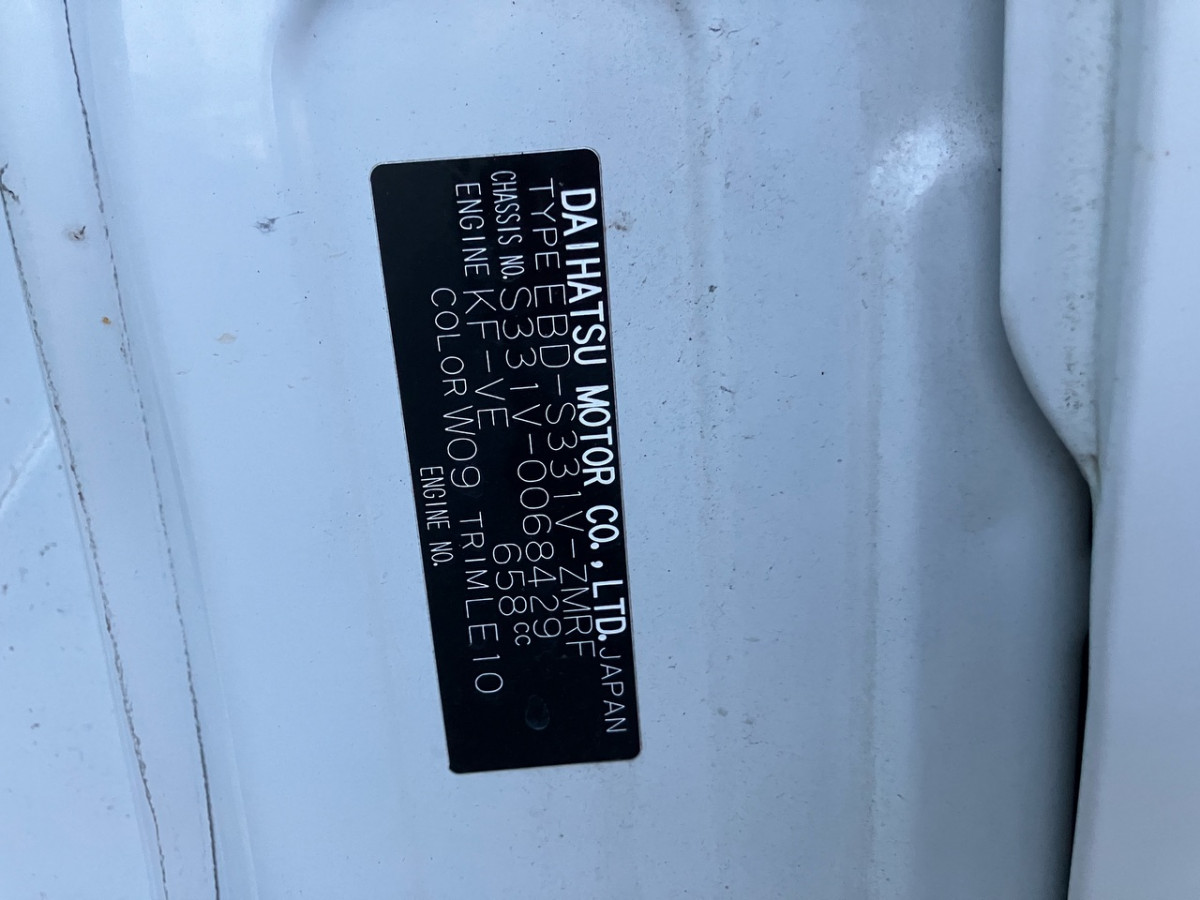 DAIHATSU MOTOR CO., LTD. JAPAN
TYPE EBD-S331V-ZMRF
CHASSIS NO. S331V-0068429
ENGINE KF-VE 658cc
COLOR W09 TRIM LE10
ENGINE NO.